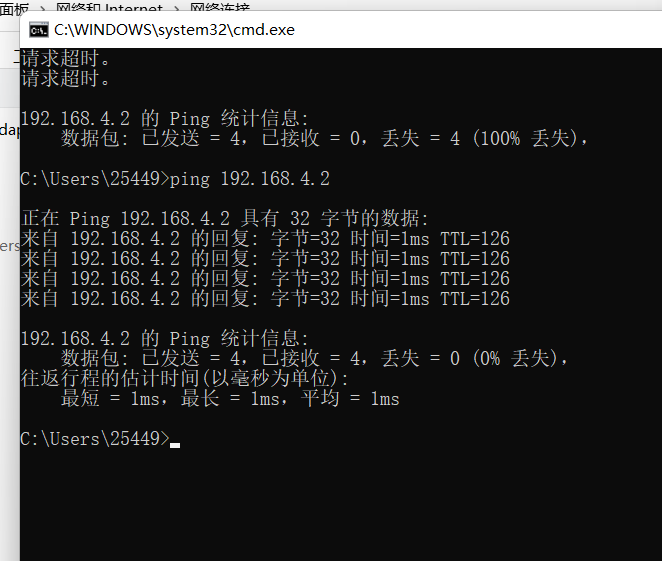 面板 > 网络和 Internet > 网络连接
C:\WINDOWS\system32\cmd.exe
请求超时。
请求超时。
192.168.4.2 的 Ping 统计信息:
数据包: 已发送 = 4，已接收 = 0，丢失 = 4 (100% 丢失)，
C:\Users\25449>ping 192.168.4.2
正在 Ping 192.168.4.2 具有 32 字节的数据:
来自 192.168.4.2 的回复: 字节=32 时间=1ms TTL=126
来自 192.168.4.2 的回复: 字节=32 时间=1ms TTL=126
来自 192.168.4.2 的回复: 字节=32 时间=1ms TTL=126
来自 192.168.4.2 的回复: 字节=32 时间=1ms TTL=126
192.168.4.2 的 Ping 统计信息:
数据包: 已发送 = 4，已接收 = 4，丢失 = 0 (0% 丢失)，
往返行程的估计时间(以毫秒为单位):
最短 = 1ms，最长 = 1ms，平均 = 1ms
C:\Users\25449>